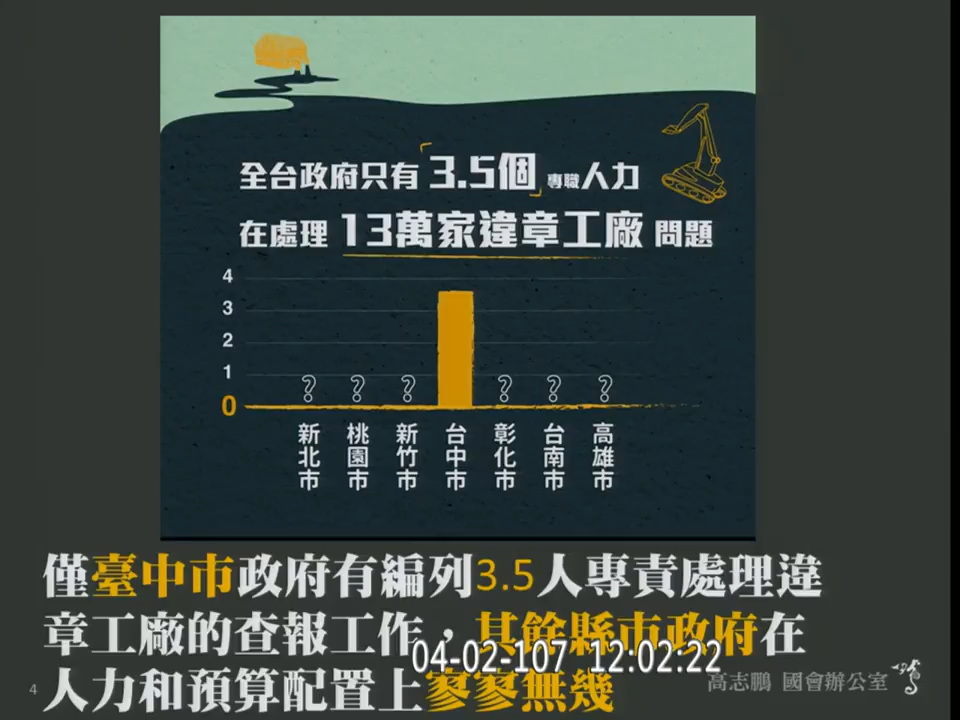 全台政府只有「3.5個」專職人力
在處理 13萬家違章工廠 問題
4
3
2
1
0
? ? ? ? ? ?
新北市 桃園市 新竹市 台中市 彰化市 台南市 高雄市
僅臺中市政府有編列3.5人專責處理違
章工廠的查報工作，其餘縣市政府在
04-02-107 12:02:22
人力和預算配置上寥寥無幾
高志鵬 國會辦公室
4